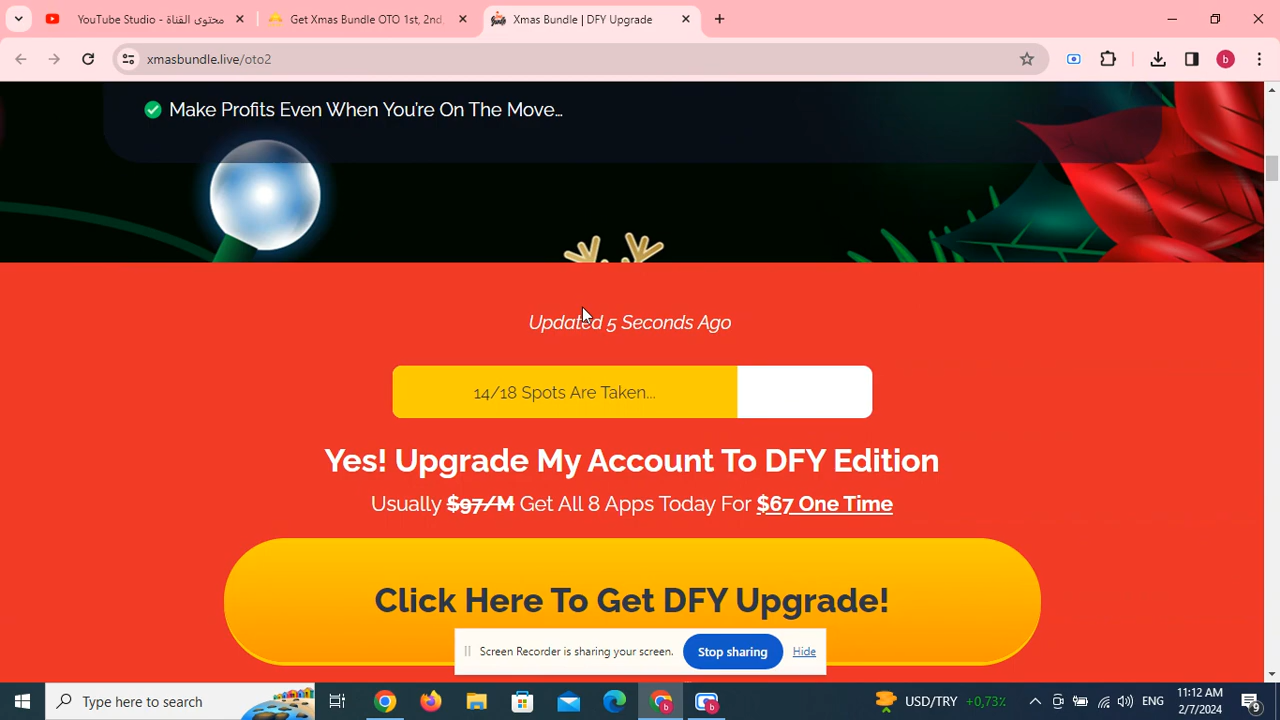 YouTube Studio - محتوى القناة
Get Xmas Bundle OTO 1st, 2nd,
Xmas Bundle | DFY Upgrade
xmasbundle.live/oto2
b
Make Profits Even When You're On The Move...
Updated 5 Seconds Ago
14/18 Spots Are Taken...
Yes! Upgrade My Account To DFY Edition
Usually $97/M Get All 8 Apps Today For $67 One Time
Click Here To Get DFY Upgrade!
Screen Recorder is sharing your screen.
Stop sharing
Hide
Type here to search
b
b
USD/TRY +0,73%
ENG
11:12 AM
2/7/2024
9